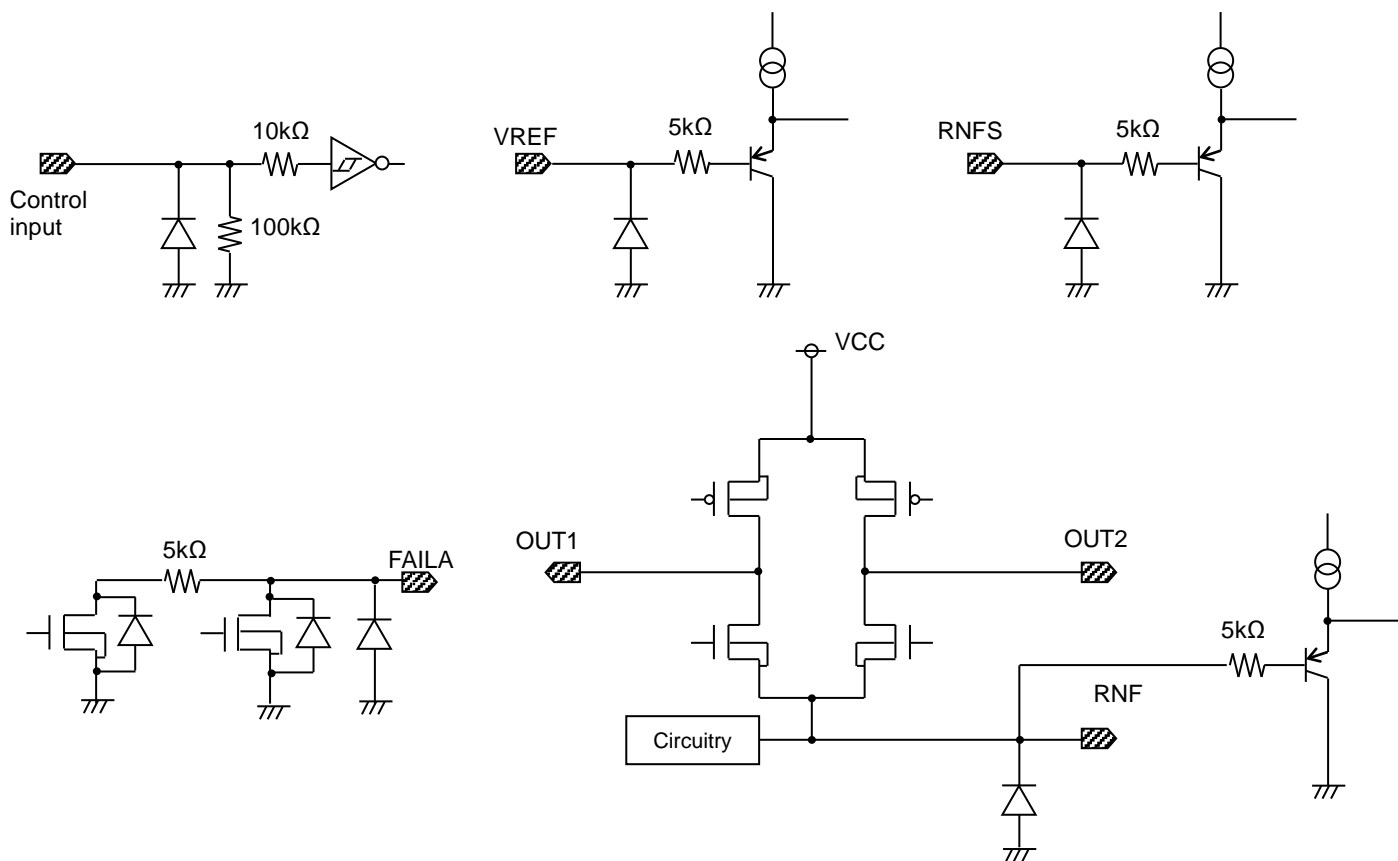 10kΩ
Control
input
100kΩ
VREF
5kΩ
RNFS
5kΩ
VCC
5kΩ
FAILA
OUT1
OUT2
5kΩ
RNF
Circuitry